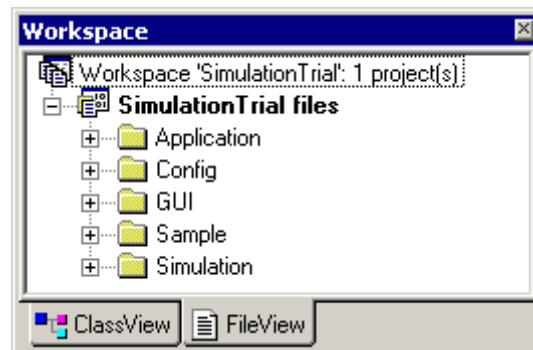 Workspace
Workspace 'SimulationTrial': 1 project(s)
SimulationTrial files
Application
Config
GUI
Sample
Simulation
ClassView FileView